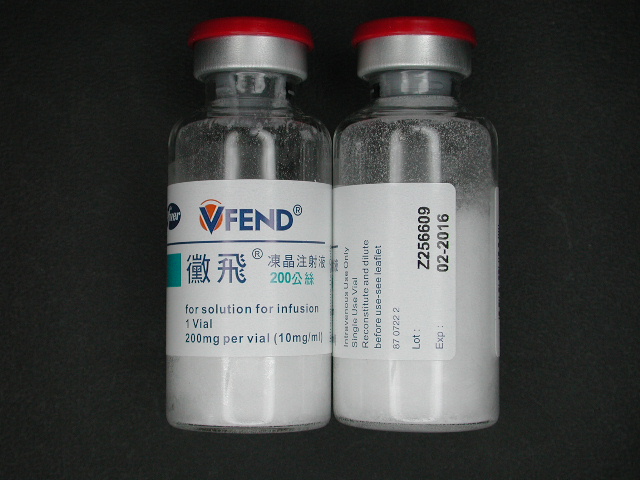 VFEND®
黴飛® 凍晶注射液
200公絲
for solution for infusion
1 Vial
200mg per vial (10mg/ml)
Intravenous Use Only
Single Use Vial
Reconstitute and dilute
before use-see leaflet
87 0722 2
Lot : Z256609
Exp : 02-2016